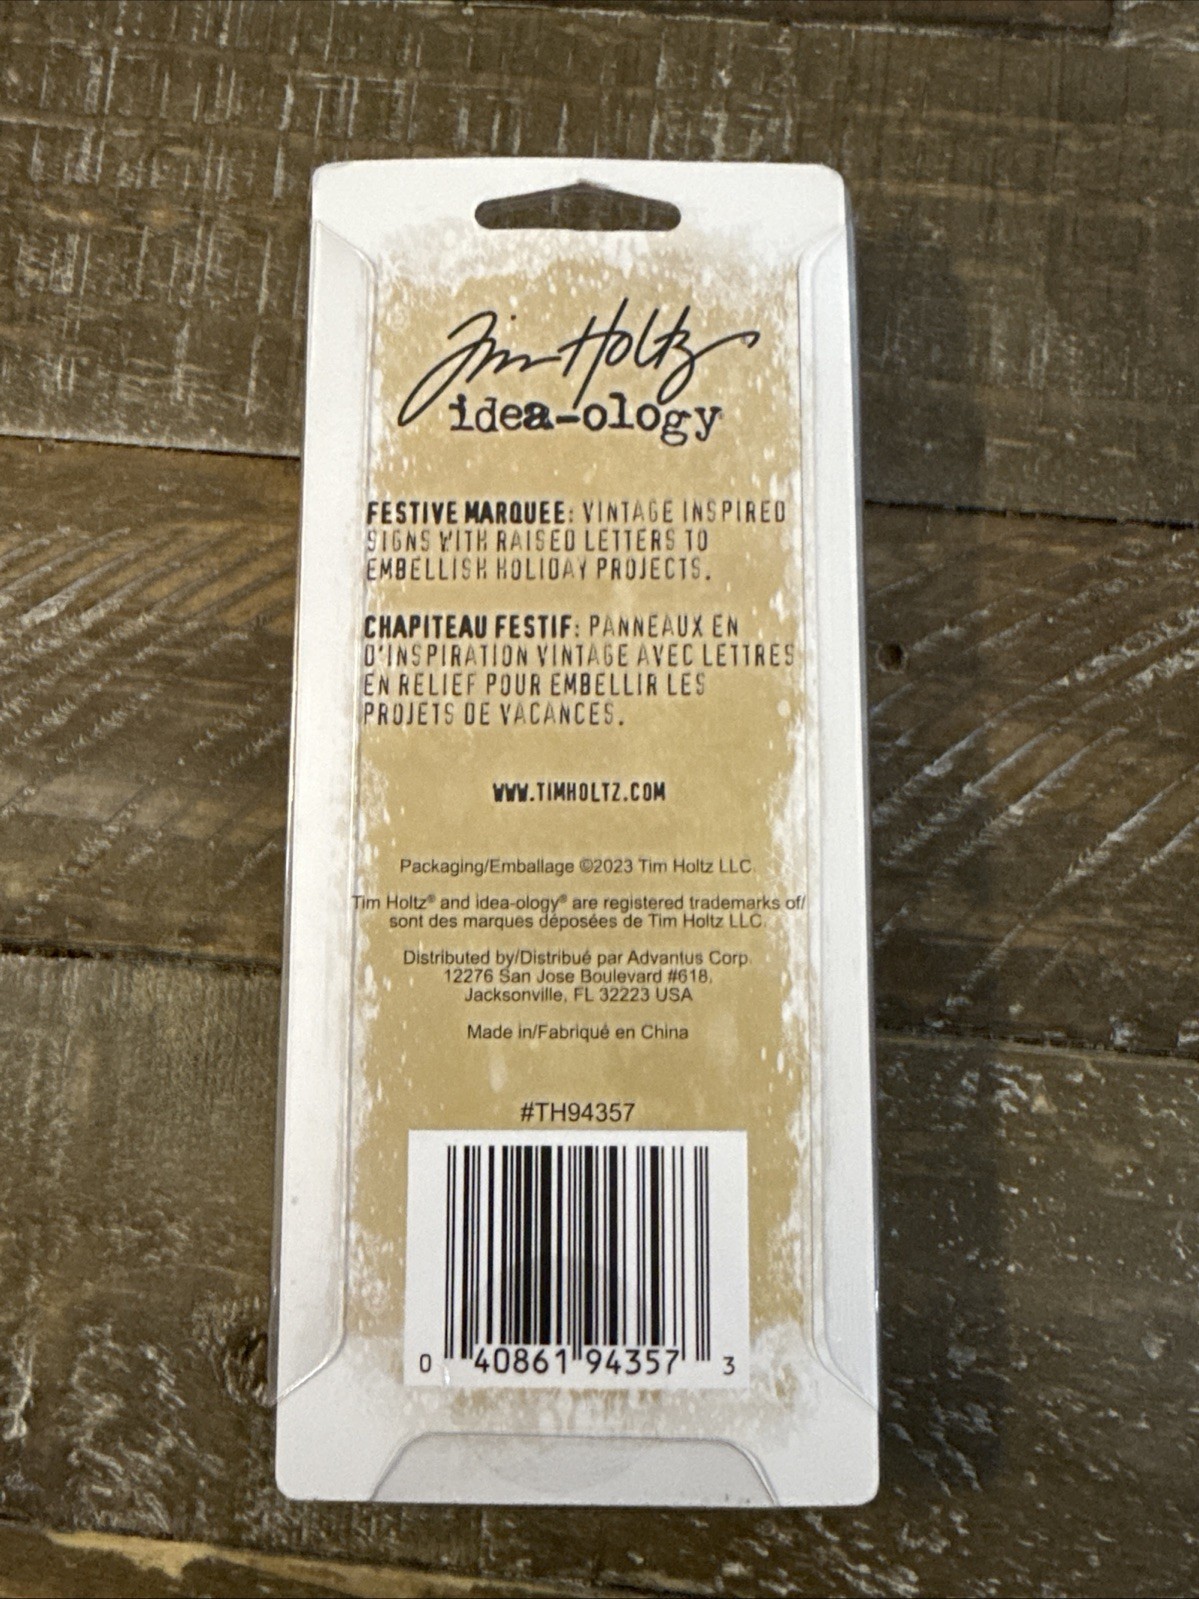 Tim Holtz
idea-ology
FESTIVE MARQUEE: VINTAGE INSPIRED
SIGNS WITH RAISED LETTERS TO
EMBELLISH HOLIDAY PROJECTS.
CHAPITEAU FESTIF: PANNEAUX EN
D'INSPIRATION VINTAGE AVEC LETTRES
EN RELIEF POUR EMBELLIR LES
PROJETS DE VACANCES.
WWW.TIMHOLTZ.COM
Packaging/Emballage ©2023 Tim Holtz LLC.
Tim Holtz® and idea-ology® are registered trademarks of/
sont des marques déposées de Tim Holtz LLC.
Distributed by/Distribué par Advantus Corp.
12276 San Jose Boulevard #618,
Jacksonville, FL 32223 USA
Made in/Fabriqué en China
#TH94357
0 40861 94357 3